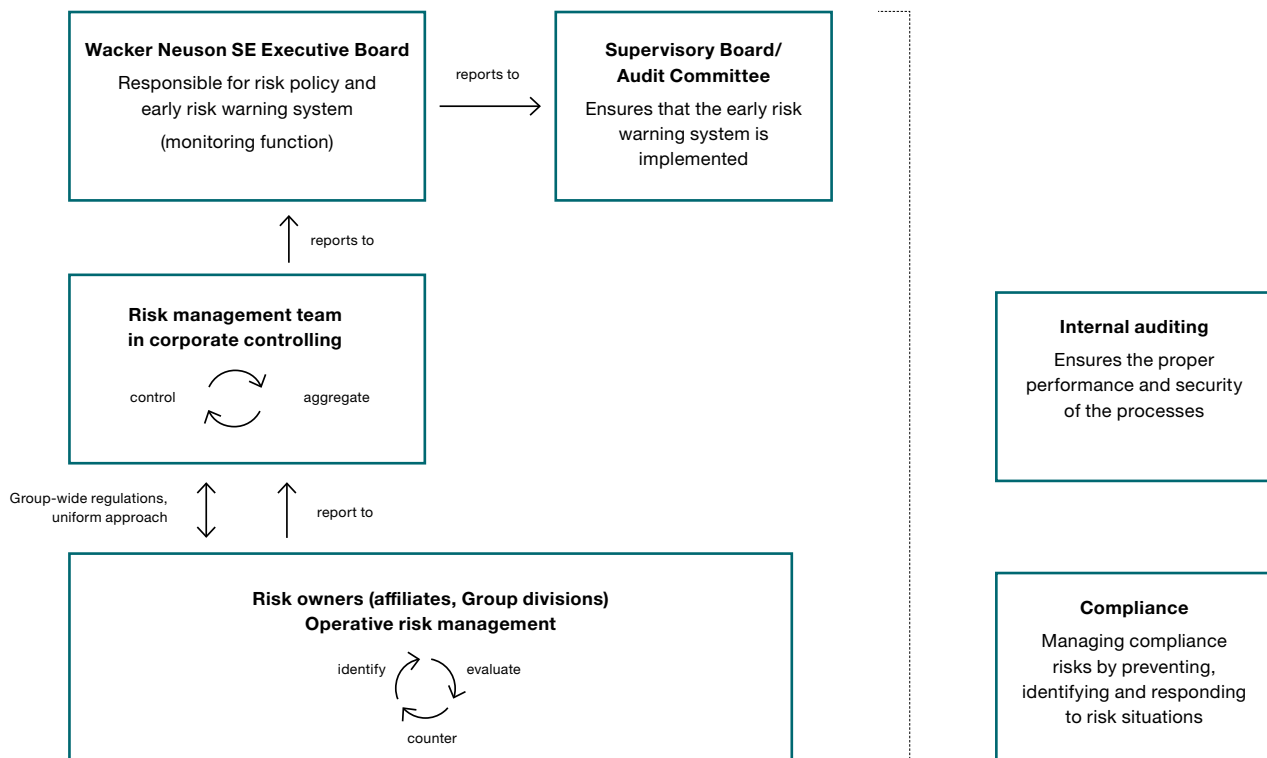 Wacker Neuson SE Executive Board
Responsible for risk policy and
early risk warning system
(monitoring function)
reports to
Supervisory Board/
Audit Committee
Ensures that the early risk
warning system is
implemented
reports to
Risk management team
in corporate controlling
control
aggregate
Internal auditing
Ensures the proper
performance and security
of the processes
Group-wide regulations,
uniform approach
report to
Risk owners (affiliates, Group divisions)
Operative risk management
identify
evaluate
counter
Compliance
Managing compliance
risks by preventing,
identifying and responding
to risk situations